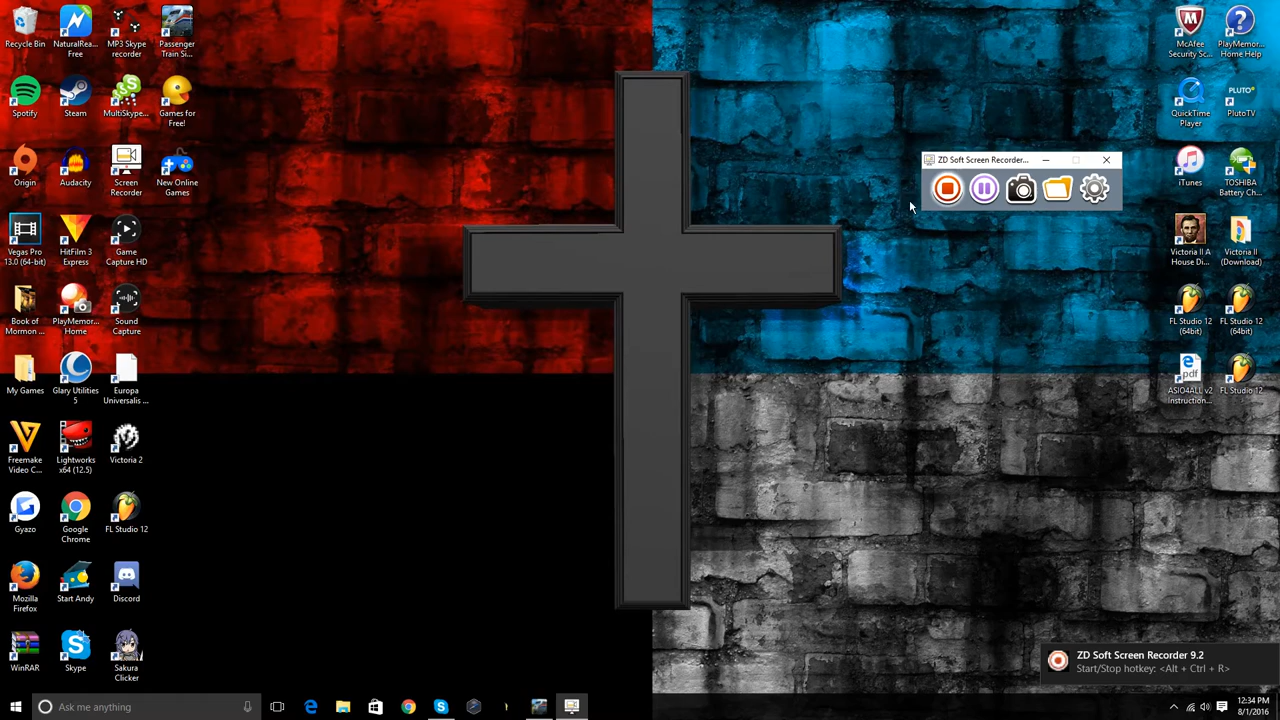 Recycle Bin
NaturalRea...
Free
MP3 Skype
recorder
Passenger
Train Si...
Spotify
Steam
MultiSkype...
Games for
Free!
Origin
Audacity
Screen
Recorder
New Online
Games
Vegas Pro
13.0 (64-bit)
HitFilm 3
Express
Game
Capture HD
Book of
Mormon ...
PlayMemor...
Home
Sound
Capture
My Games
Glary Utilities
5
Europa
Universalis ...
Freemake
Video C...
Lightworks
x64 (12.5)
Victoria 2
Gyazo
Google
Chrome
FL Studio 12
Mozilla
Firefox
Start Andy
Discord
WinRAR
Skype
Sakura
Clicker
ZD Soft Screen Recorder...
McAfee
Security Sc...
PlayMemor...
Home Help
QuickTime
Player
PLUTO
PlutoTV
iTunes
TOSHIBA
Battery Ch...
Victoria II A
House Di...
Victoria II
(Download)
FL Studio 12
(64bit)
FL Studio 12
(64bit)
pdf
ASIO4ALL v2
Instruction...
FL Studio 12
ZD Soft Screen Recorder 9.2
Start/Stop hotkey: <Alt + Ctrl + R>
Ask me anything
12:34 PM
8/1/2016